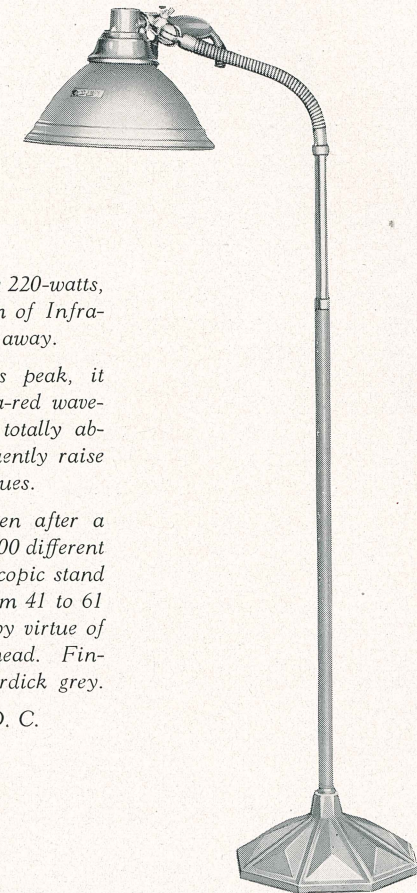 220-watts,
n of Infra-
away.
s peak, it
a-red wave-
totally ab-
uently raise
ues.
en after a
00 different
copic stand
m 41 to 61
by virtue of
head. Fin-
rdick grey.
D. C.